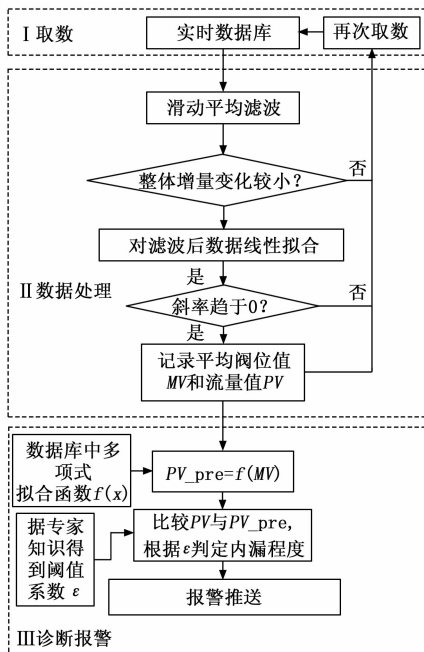 Ⅰ取数
实时数据库
再次取数
滑动平均滤波
整体增量变化较小？
否
对滤波后数据线性拟合
Ⅱ数据处理
是
斜率趋于0？
否
是
记录平均阀位值
MV和流量值PV
数据库中多
项式
拟合函数f(x)
PV_pre=f(MV)
据专家
知识得
到阈值
系数 ε
比较PV与PV_pre,
根据ε判定内漏程度
报警推送
Ⅲ诊断报警